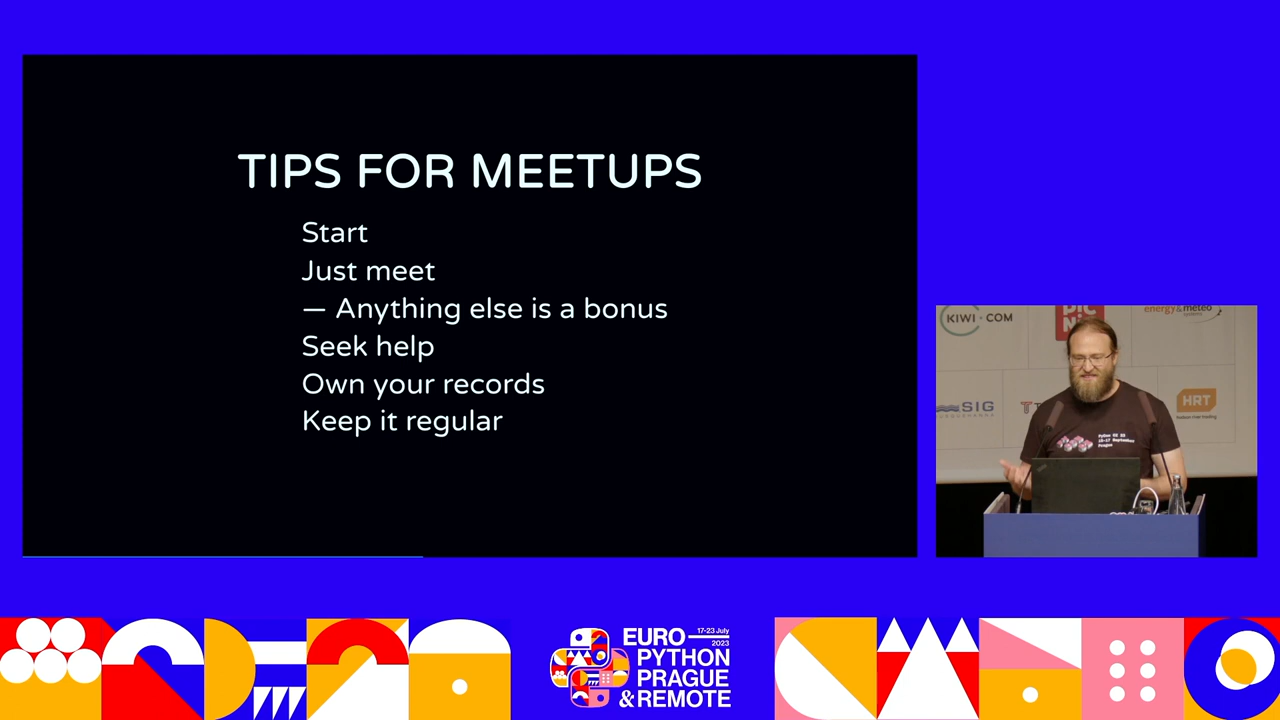 TIPS FOR MEETUPS
Start
Just meet
— Anything else is a bonus
Seek help
Own your records
Keep it regular
KIWI.COM
energy & meteo
systems
SIG
HRT
EURO
17-23 July
2023
PYTHON
PRAGUE
& REMOTE